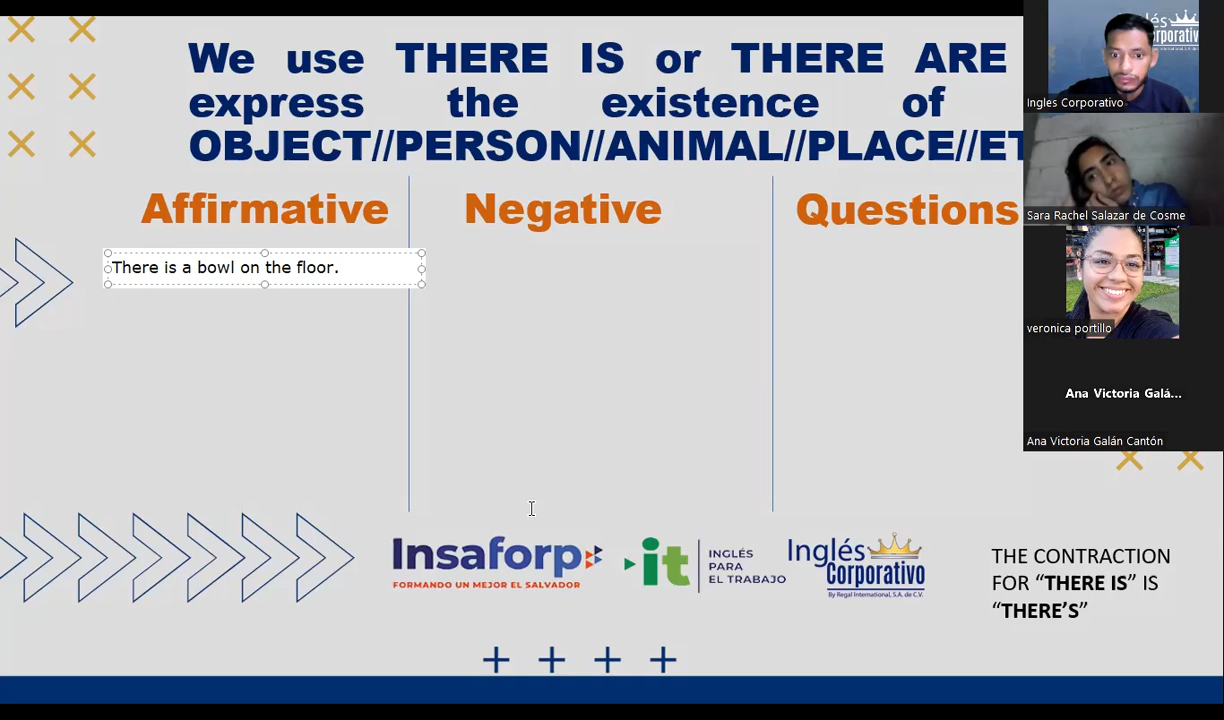 We use THERE IS or THERE ARE
express the existence of
OBJECT//PERSON//ANIMAL//PLACE//ET
Affirmative
Negative
Questions
There is a bowl on the floor.
Insaforp
FORMANDO UN MEJOR EL SALVADOR
it
INGLÉS
PARA
EL TRABAJO
Inglés
Corporativo
By Regal International, S.A. de C.V.
THE CONTRACTION
FOR “THERE IS” IS
“THERE’S”
Ingles Corporativo
Sara Rachel Salazar de Cosme
veronica portillo
Ana Victoria Galá...
Ana Victoria Galán Cantón